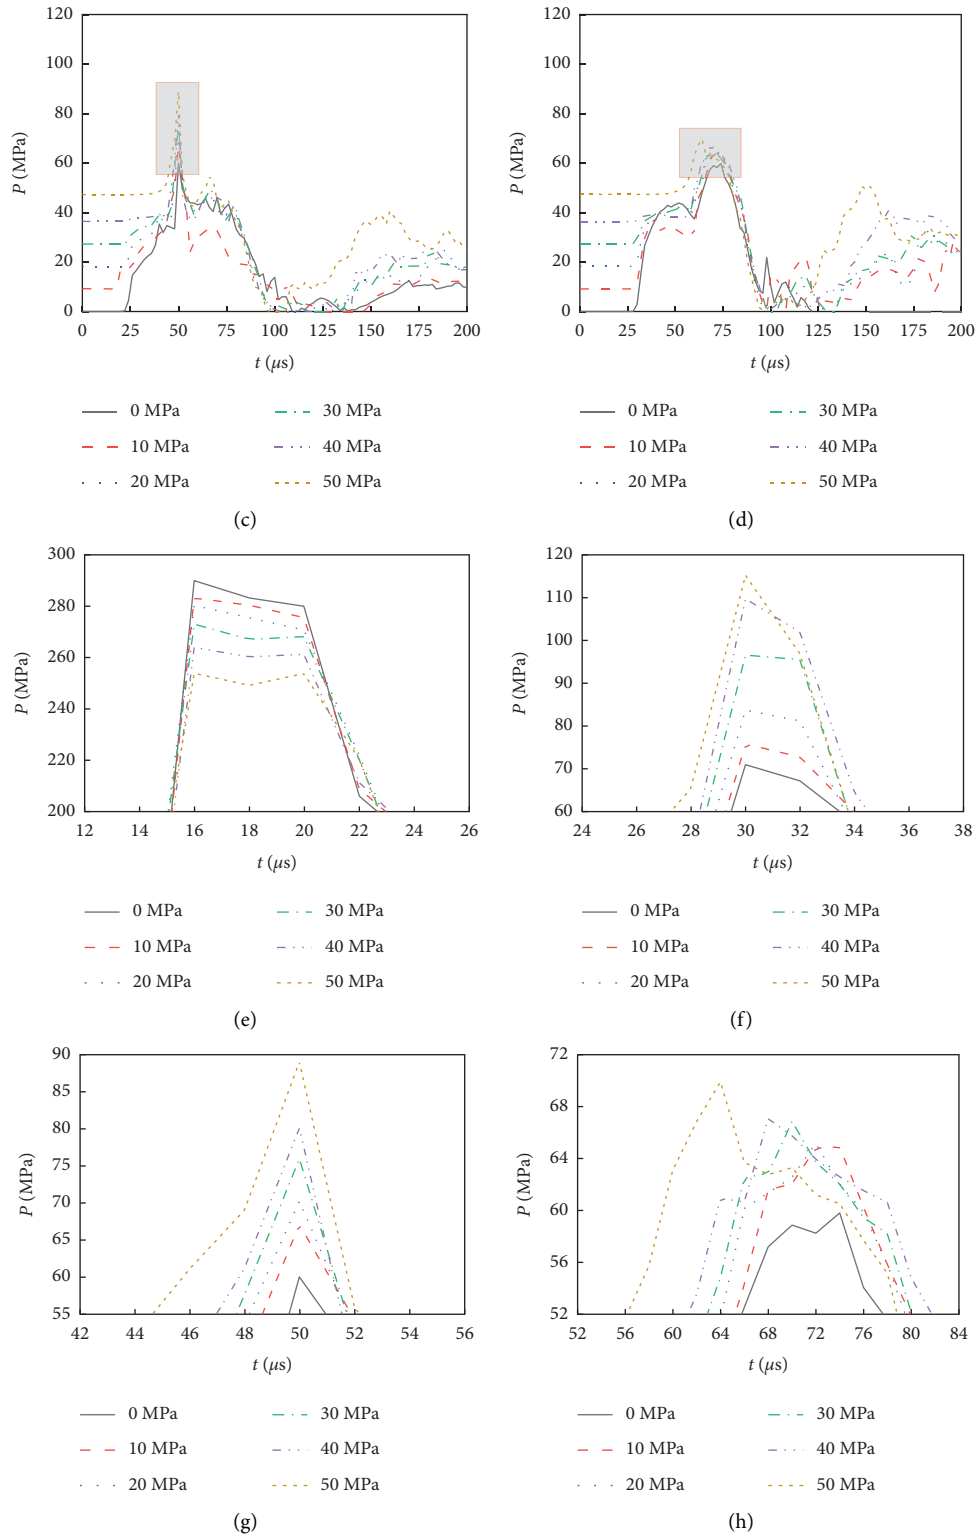 120
100
80
60
40
20
0
P (MPa)
0 25 50 75 100 125 150 175 200
t (μs)
0 MPa
10 MPa
20 MPa
30 MPa
40 MPa
50 MPa
(c)
120
100
80
60
40
20
0
P (MPa)
0 25 50 75 100 125 150 175 200
t (μs)
0 MPa
10 MPa
20 MPa
30 MPa
40 MPa
50 MPa
(d)
300
280
260
240
220
200
P (MPa)
12 14 16 18 20 22 24 26
t (μs)
0 MPa
10 MPa
20 MPa
30 MPa
40 MPa
50 MPa
(e)
120
110
100
90
80
70
60
P (MPa)
24 26 28 30 32 34 36 38
t (μs)
0 MPa
10 MPa
20 MPa
30 MPa
40 MPa
50 MPa
(f)
90
85
80
75
70
65
60
55
P (MPa)
42 44 46 48 50 52 54 56
t (μs)
0 MPa
10 MPa
20 MPa
30 MPa
40 MPa
50 MPa
(g)
72
68
64
60
56
52
P (MPa)
52 56 60 64 68 72 76 80 84
t (μs)
0 MPa
10 MPa
20 MPa
30 MPa
40 MPa
50 MPa
(h)